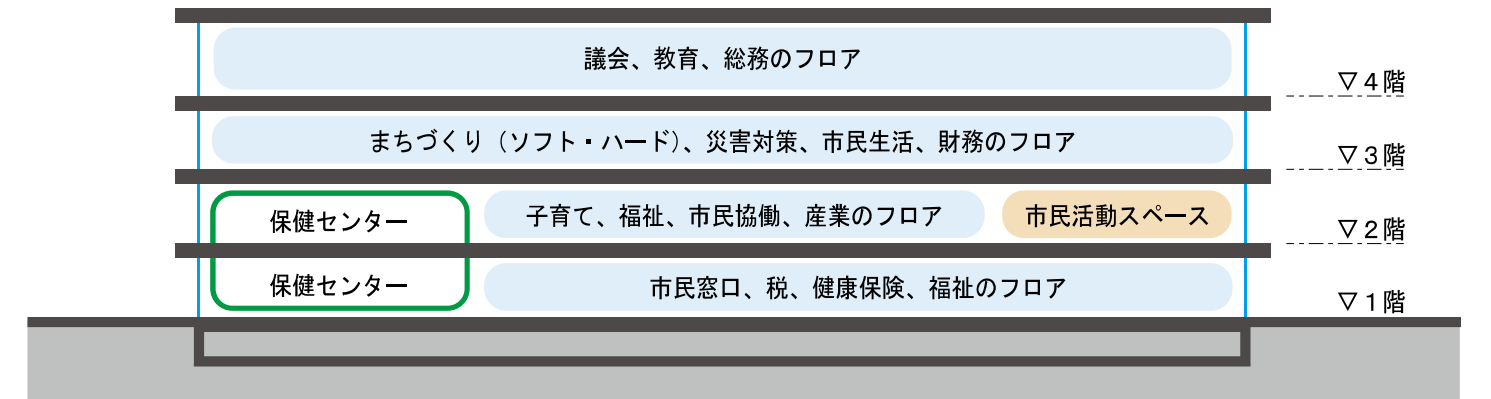 議会、教育、総務のフロア
▽4階
まちづくり（ソフト・ハード）、災害対策、市民生活、財務のフロア
▽3階
保健センター
子育て、福祉、市民協働、産業のフロア
市民活動スペース
▽2階
保健センター
市民窓口、税、健康保険、福祉のフロア
▽1階